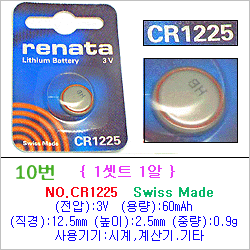 renata
Lithium Battery
3V
CR1225
CR1225
HB
10번 { 1셋트 1알 }
NO,CR1225 Swiss Made
(전압):3V (용량):60mAh
(직경):12.5mm (높이):2.5mm (중량):0.9g
사용기기:시계,계산기.기타